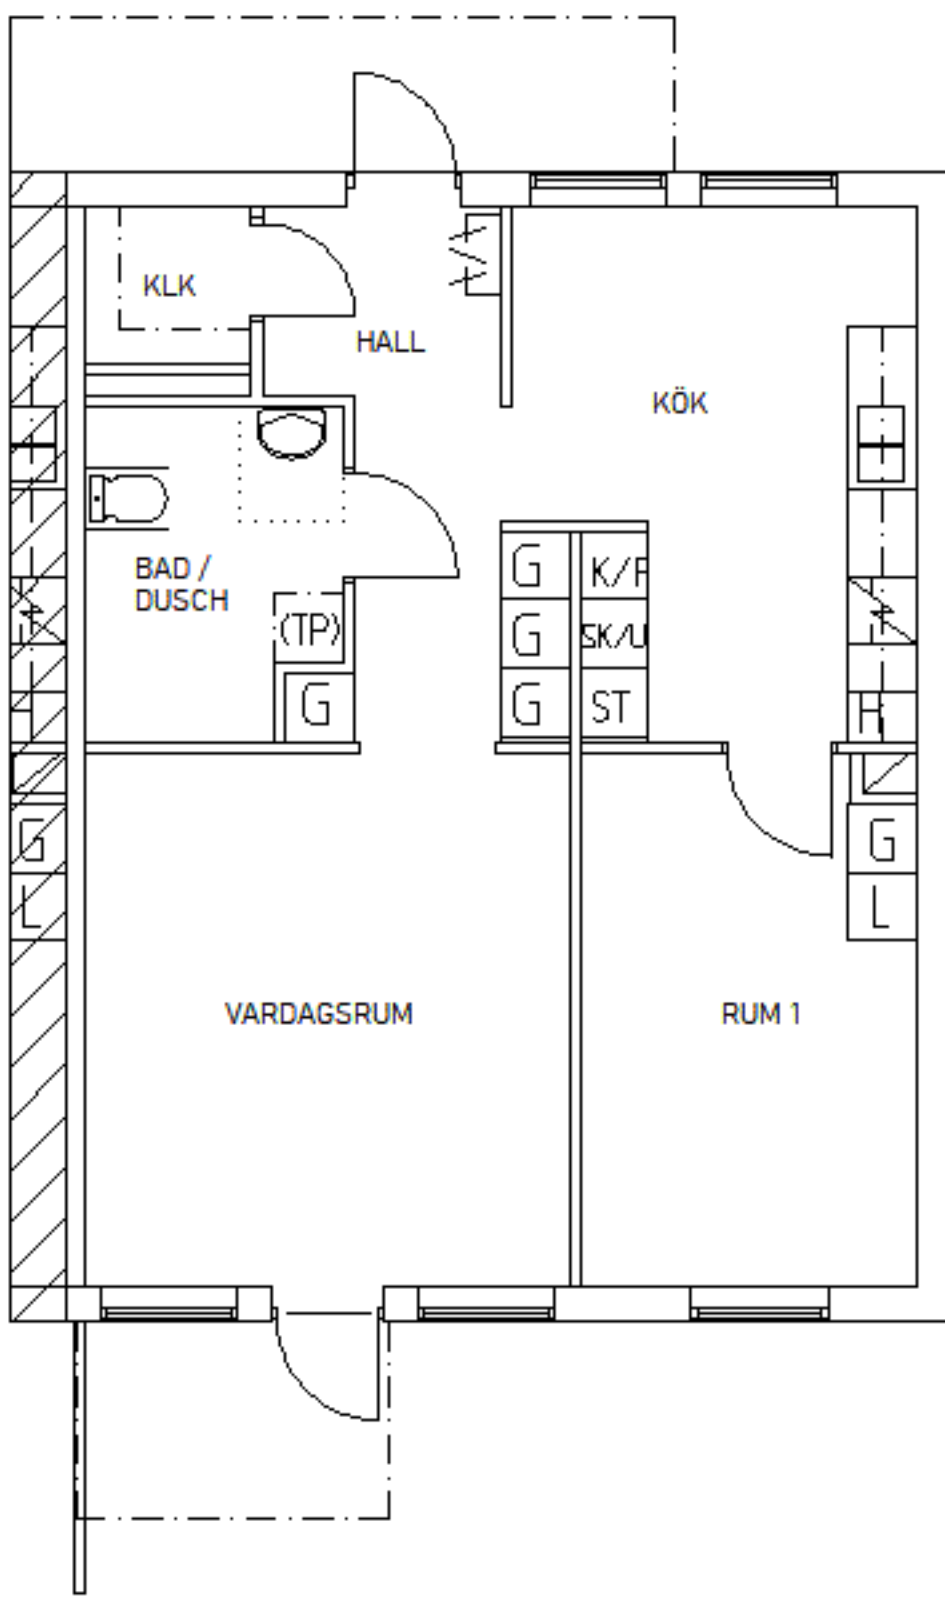 KLK
HALL
KÖK
BAD /
DUSCH
(TP)
G
G
K/F
G
SK/U
G
ST
H
G
L
G
L
VARDAGSRUM
RUM 1